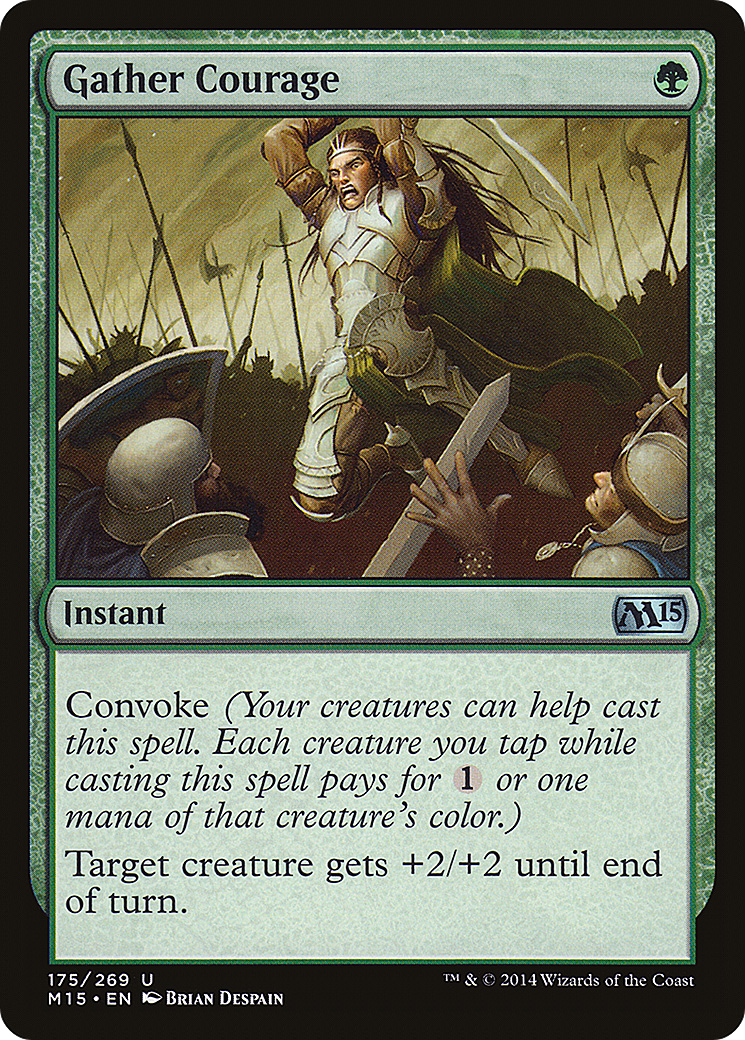 Gather Courage
Instant
M15
Convoke (Your creatures can help cast
this spell. Each creature you tap while
casting this spell pays for 1 or one
mana of that creature's color.)
Target creature gets +2/+2 until end
of turn.
175/269 U
™ & © 2014 Wizards of the Coast
M15 • EN Brian Despain